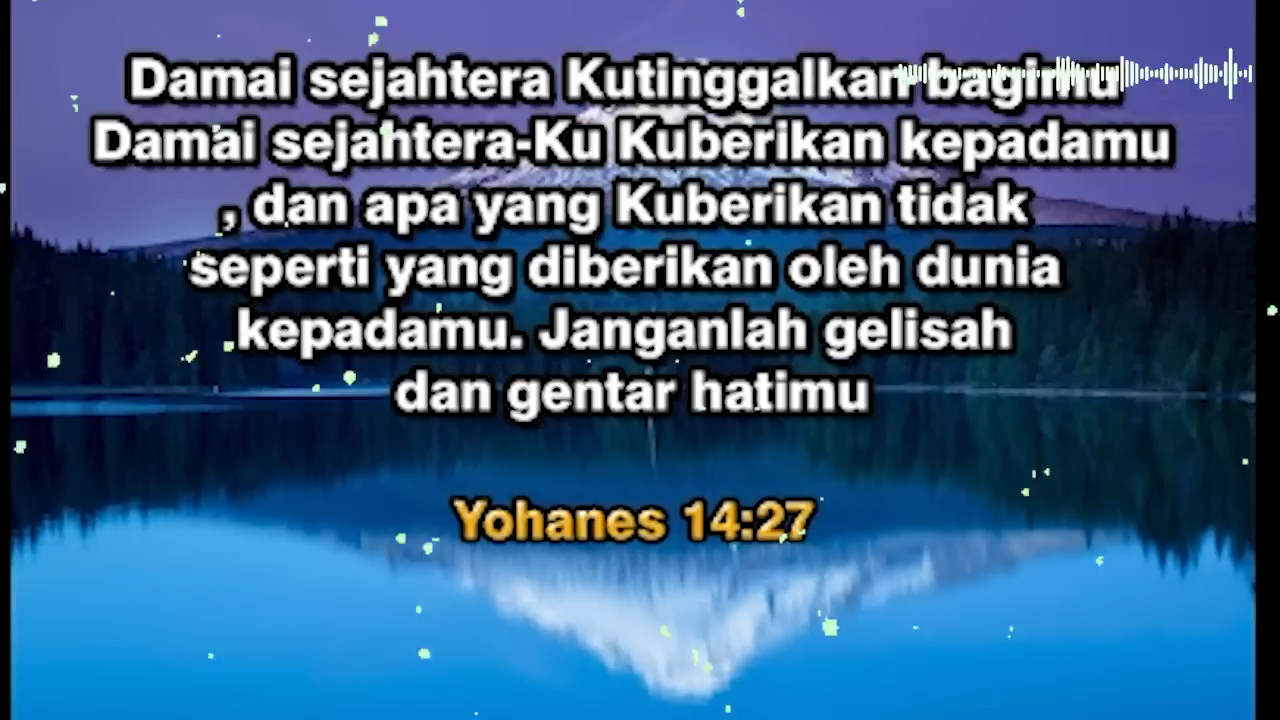 Damai sejahtera Kutinggalkan bagimu
Damai sejahtera-Ku Kuberikan kepadamu
, dan apa yang Kuberikan tidak
seperti yang diberikan oleh dunia
kepadamu. Janganlah gelisah
dan gentar hatimu
Yohanes 14:27